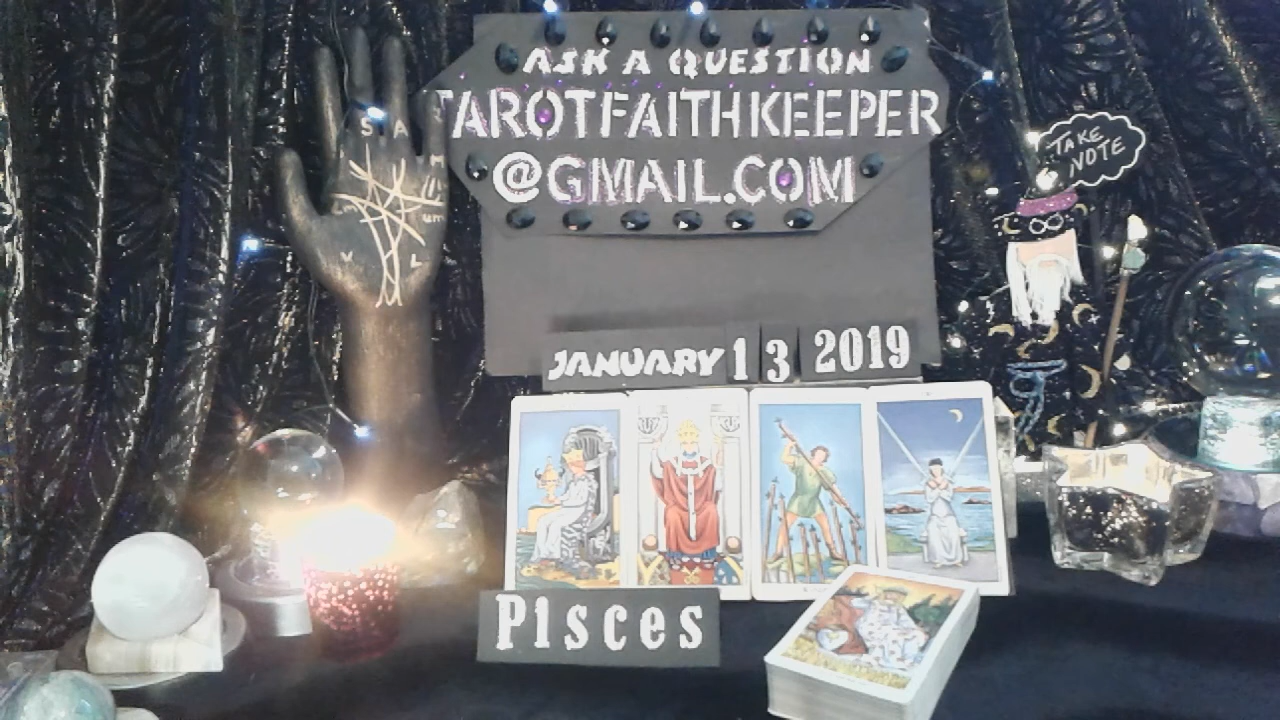 ASK A QUESTION
TAROTFAITHKEEPER
@GMAIL.COM
TAKE
NOTE
S A
JANUARY 13 2019
Pisces